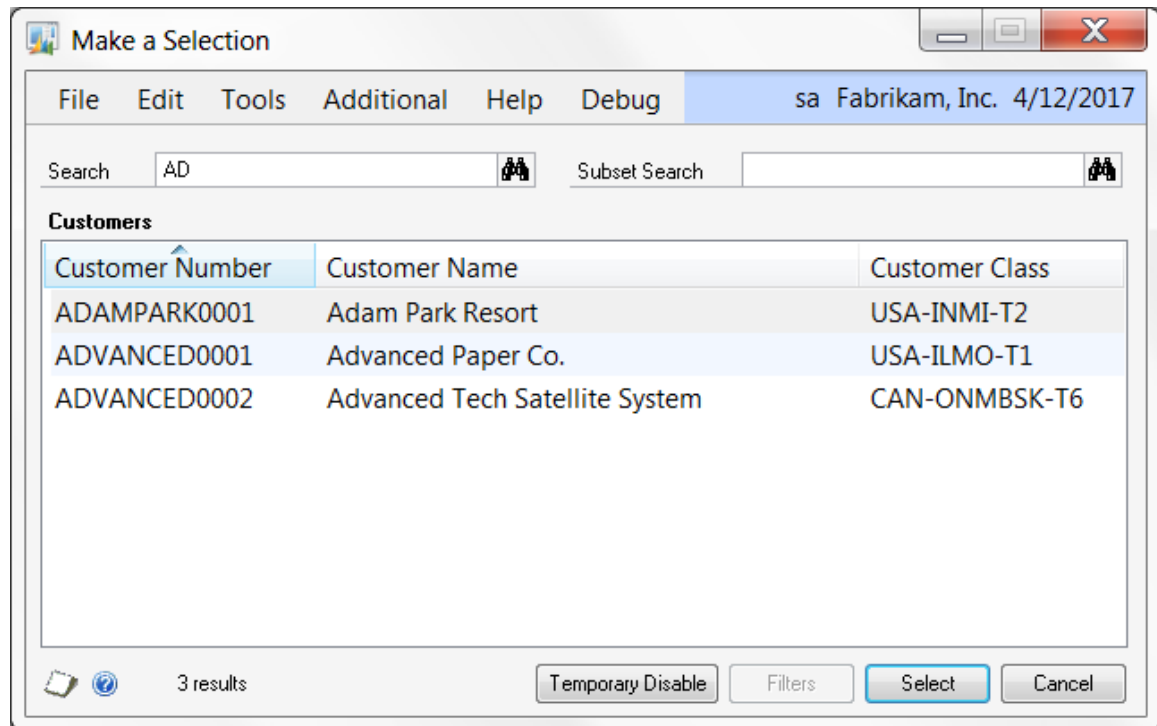 Make a Selection
File Edit Tools Additional Help Debug sa Fabrikam, Inc. 4/12/2017
Search AD Subset Search
Customers
Customer Number Customer Name Customer Class
ADAMPARK0001 Adam Park Resort USA-INMI-T2
ADVANCED0001 Advanced Paper Co. USA-ILMO-T1
ADVANCED0002 Advanced Tech Satellite System CAN-ONMBSK-T6
3 results Temporary Disable Filters Select Cancel